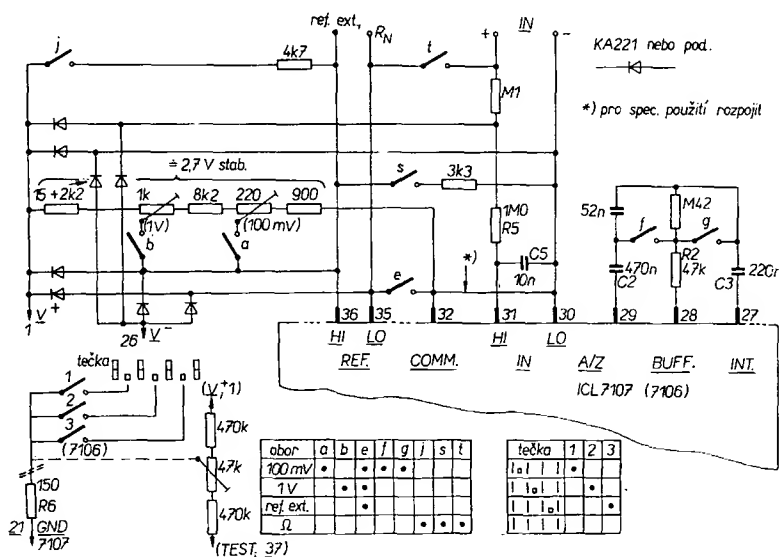 j
4k7
ref. ext.
R_N
t
IN
+
-
M1
KA221 nebo pod.
*) pro spec. použití rozpojit
≐ 2,7 V stab.
15 + 2k2
1k
8k2
220
900
(1V)
(100 mV)
b
a
s
3k3
1M0
R5
C5
10n
e
*)
52n
M42
f
g
470n
C2
R2
47k
C3
220n
1
V+
26
V-
36
35
32
31
30
29
28
27
HI
LO
HI
LO
REF.
COMM.
IN
A/Z
BUFF.
INT.
ICL7107 (7106)
tečka
1
2
3
(7106)
(V,+1)
470k
47k
470k
150
R6
21
GND
7107
(TEST, 37)
obor a b e f g j s t
100 mV • • • •
1 V • •
ref. ext. •
Ω • • •
tečka 1 2 3
•
•
•